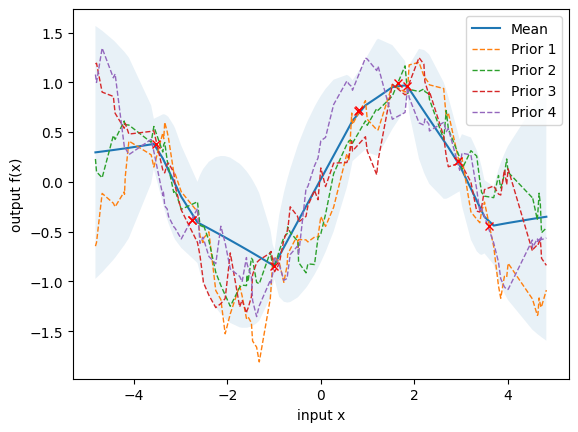 1.5
1.0
0.5
0.0
−0.5
−1.0
−1.5
output f(x)
−4
−2
0
2
4
input x
Mean
Prior 1
Prior 2
Prior 3
Prior 4